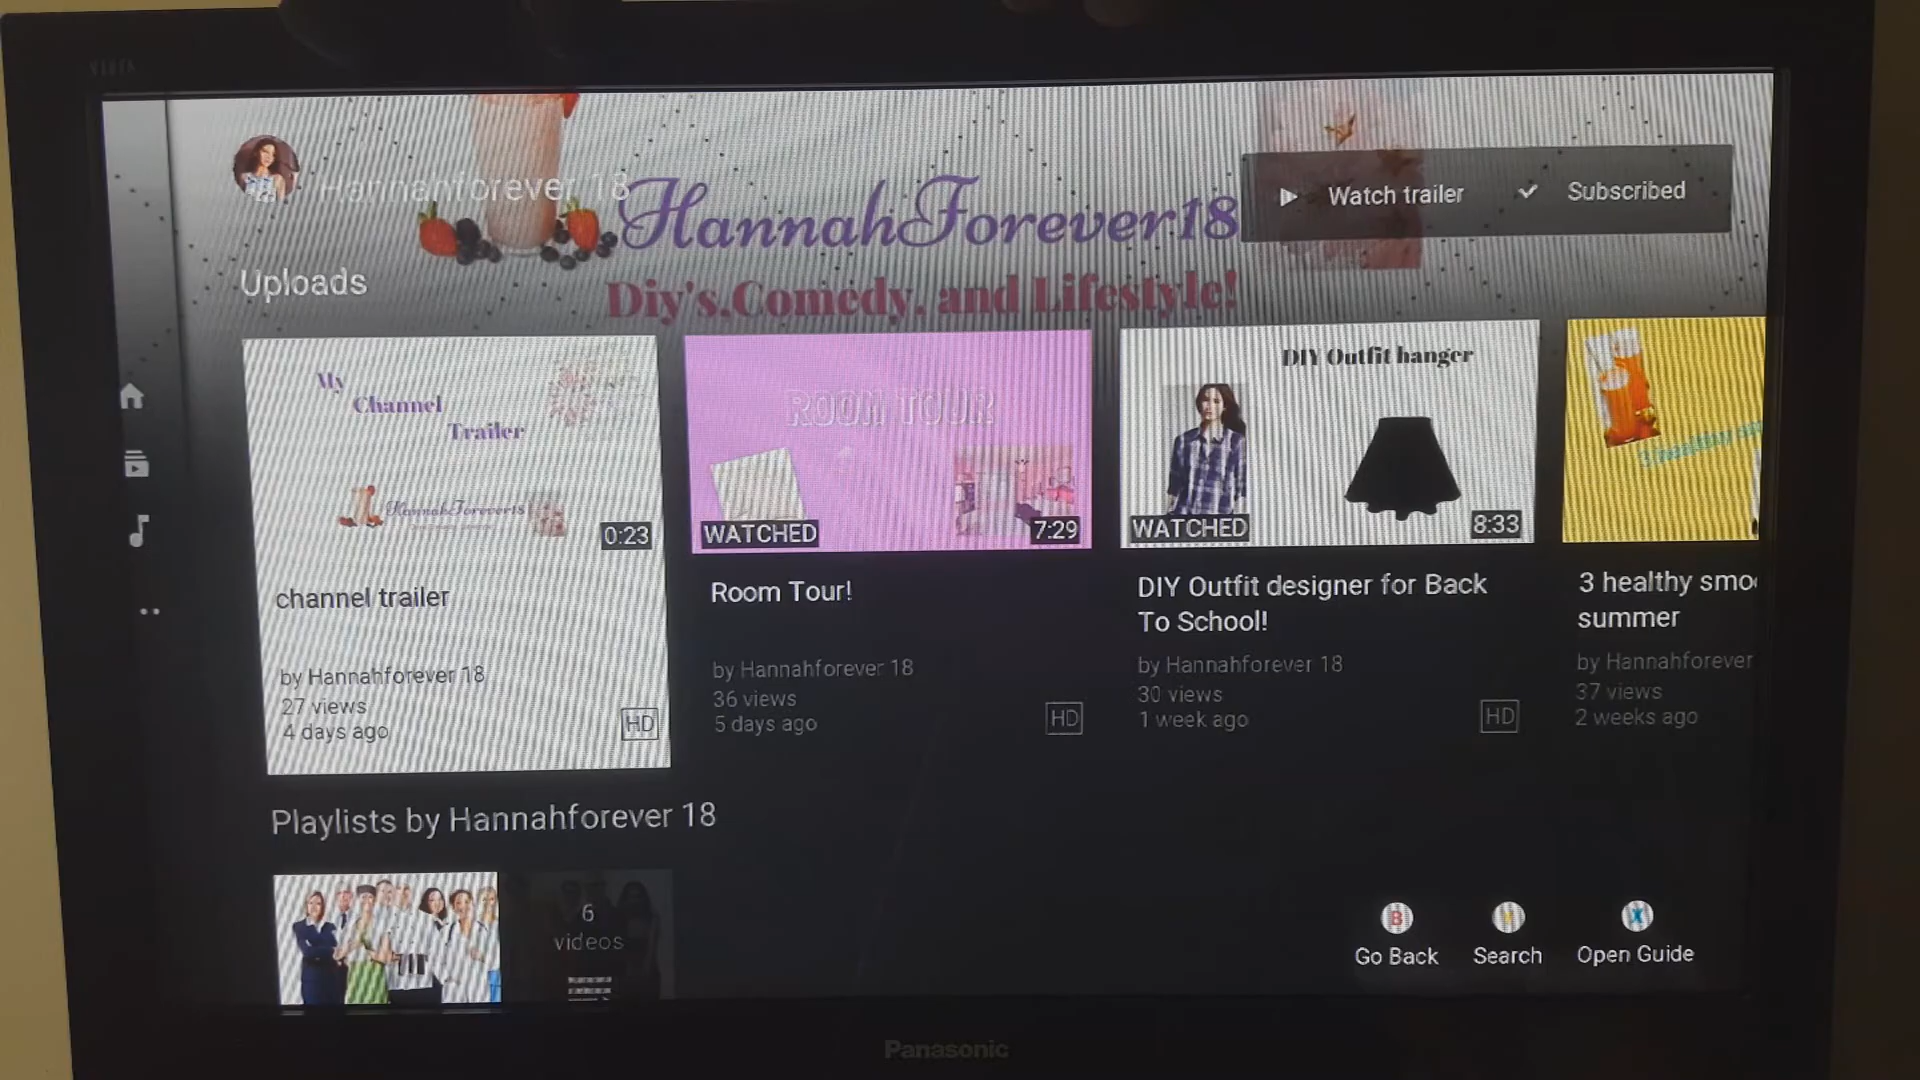 Hannahforever 18
HannahForever18
Watch trailer
Subscribed
Diy's,Comedy, and Lifestyle!
Uploads
My
Channel
Trailer
HannahForever18
0:23
channel trailer
by Hannahforever 18
27 views
4 days ago
HD
ROOM TOUR
WATCHED
7:29
Room Tour!
by Hannahforever 18
36 views
5 days ago
HD
DIY Outfit hanger
WATCHED
8:33
DIY Outfit designer for Back
To School!
by Hannahforever 18
30 views
1 week ago
HD
3 healthy
3 healthy smo
summer
by Hannahforever
37 views
2 weeks ago
Playlists by Hannahforever 18
6
videos
B
Go Back
Y
Search
X
Open Guide
Panasonic